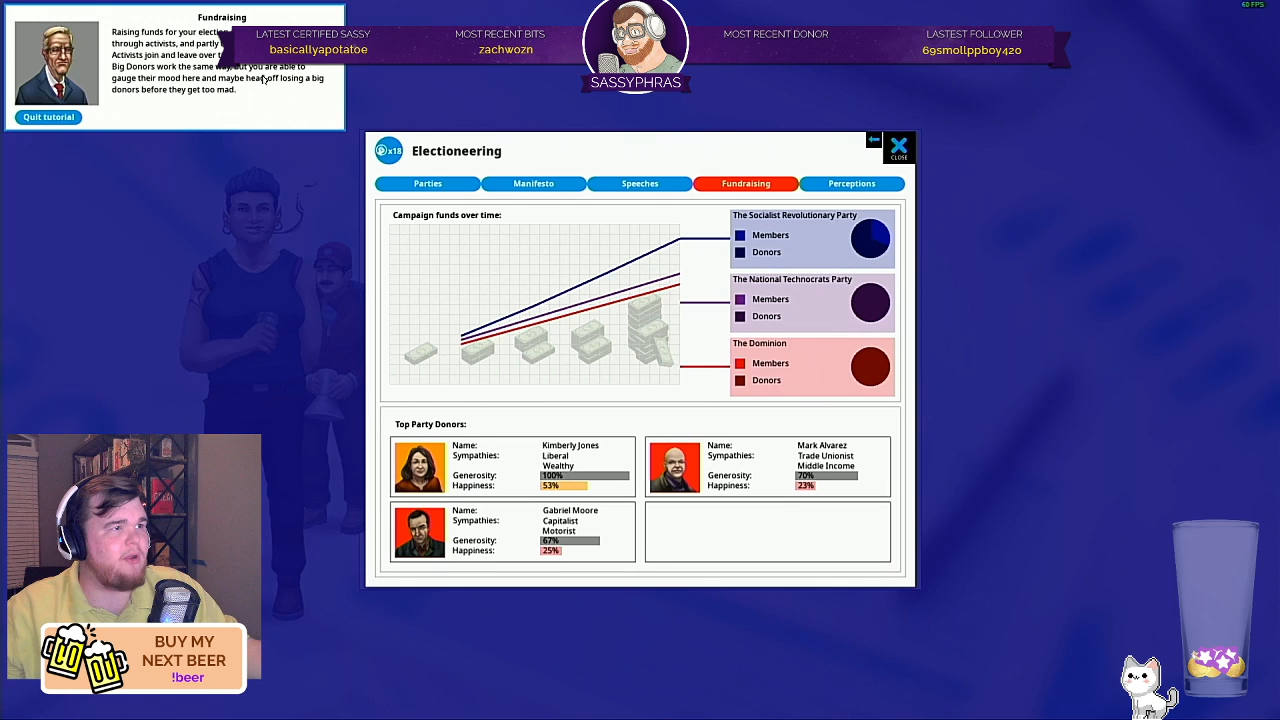 60 FPS
Fundraising
Raising funds for your election
through activists, and partly
Activists join and leave over t
Big Donors work the same way, but you are able to
gauge their mood here and maybe head off losing a big
donors before they get too mad.
Quit tutorial
LATEST CERTIFIED SASSY
basicallyapotatoe
MOST RECENT BITS
zachwozn
SASSYPHRAS
MOST RECENT DONOR
LASTEST FOLLOWER
69smollppboy420
x18
Electioneering
CLOSE
Parties
Manifesto
Speeches
Fundraising
Perceptions
Campaign funds over time:
The Socialist Revolutionary Party
Members
Donors
The National Technocrats Party
Members
Donors
The Dominion
Members
Donors
Top Party Donors:
Name: Kimberly Jones
Sympathies: Liberal
Wealthy
Generosity: 100%
Happiness: 53%
Name: Mark Alvarez
Sympathies: Trade Unionist
Middle Income
Generosity: 70%
Happiness: 23%
Name: Gabriel Moore
Sympathies: Capitalist
Motorist
Generosity: 67%
Happiness: 25%
BUY MY
NEXT BEER
!beer